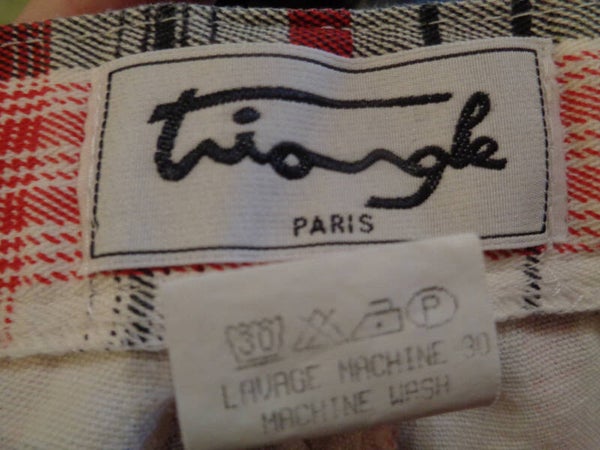 Triangle
PARIS
30 P
LAVAGE MACHINE 30
MACHINE WASH